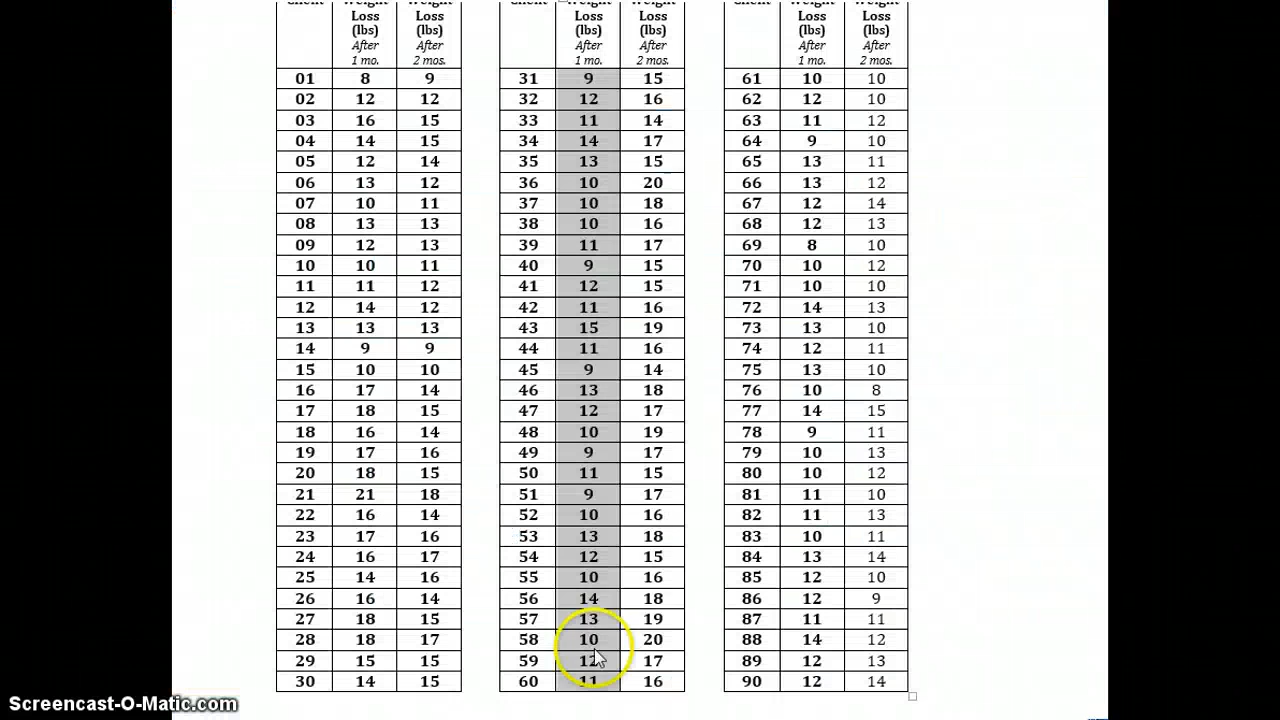 Loss Loss Loss Loss Loss Loss
(lbs) (lbs) (lbs) (lbs) (lbs) (lbs)
After After After After After After
1 mo. 2 mos. 1 mo. 2 mos. 1 mo. 2 mos.
01 8 9 31 9 15 61 10 10
02 12 12 32 12 16 62 12 10
03 16 15 33 11 14 63 11 12
04 14 15 34 14 17 64 9 10
05 12 14 35 13 15 65 13 11
06 13 12 36 10 20 66 13 12
07 10 11 37 10 18 67 12 14
08 13 13 38 10 16 68 12 13
09 12 13 39 11 17 69 8 10
10 10 11 40 9 15 70 10 12
11 11 12 41 12 15 71 10 10
12 14 12 42 11 16 72 14 13
13 13 13 43 15 19 73 13 10
14 9 9 44 11 16 74 12 11
15 10 10 45 9 14 75 13 10
16 17 14 46 13 18 76 10 8
17 18 15 47 12 17 77 14 15
18 16 14 48 10 19 78 9 11
19 17 16 49 9 17 79 10 13
20 18 15 50 11 15 80 10 12
21 21 18 51 9 17 81 11 10
22 16 14 52 10 16 82 11 13
23 17 16 53 13 18 83 10 11
24 16 17 54 12 15 84 13 14
25 14 16 55 10 16 85 12 10
26 16 14 56 14 18 86 12 9
27 18 15 57 13 19 87 11 11
28 18 17 58 10 20 88 14 12
29 15 15 59 12 17 89 12 13
30 14 15 60 11 16 90 12 14
Screencast-O-Matic.com